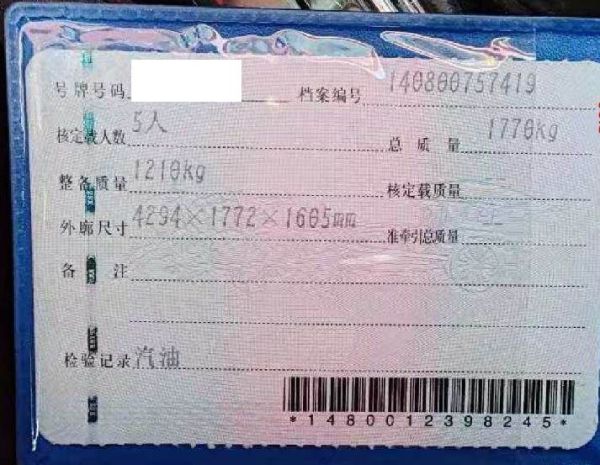 号牌号码 档案编号 140800757419
核定载人数 5人 总质量 1770kg
整备质量 1210kg 核定载质量
外廓尺寸 4294×1772×1605mm 准牵引总质量
备注
检验记录 汽油
*1480012398245*